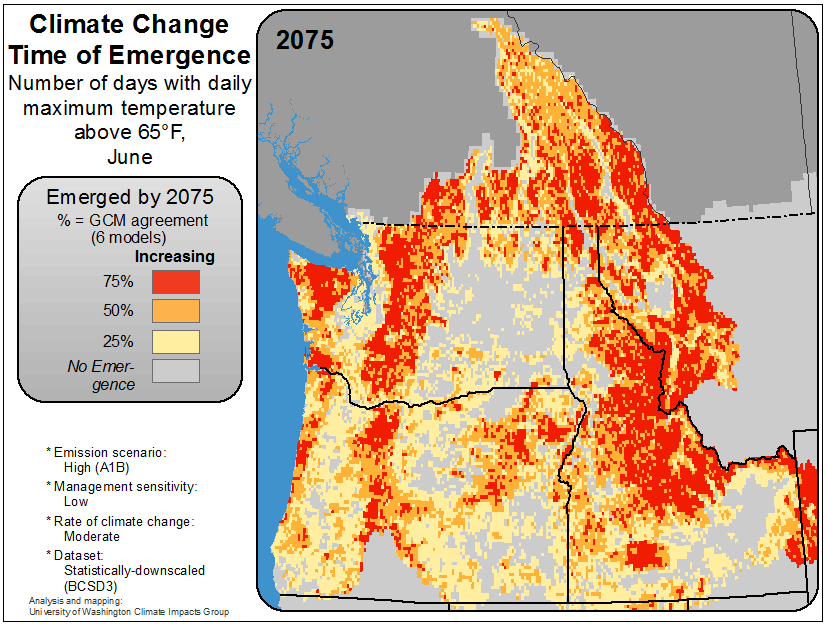 Climate Change
Time of Emergence
Number of days with daily
maximum temperature
above 65°F,
June
2075
Emerged by 2075
% = GCM agreement
(6 models)
Increasing
75%
50%
25%
No Emer-
gence
* Emission scenario:
High (A1B)
* Management sensitivity:
Low
* Rate of climate change:
Moderate
* Dataset:
Statistically-downscaled
(BCSD3)
Analysis and mapping:
University of Washington Climate Impacts Group